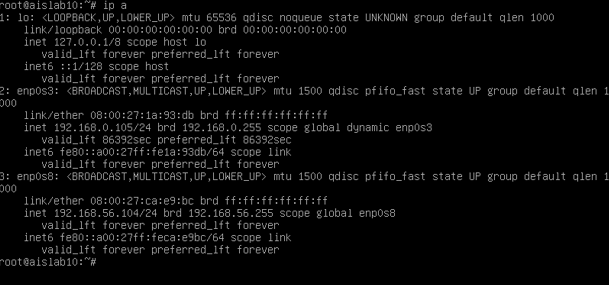 root@aislab10:~# ip a
1: lo: <LOOPBACK,UP,LOWER_UP> mtu 65536 qdisc noqueue state UNKNOWN group default qlen 1000
    link/loopback 00:00:00:00:00:00 brd 00:00:00:00:00:00
    inet 127.0.0.1/8 scope host lo
       valid_lft forever preferred_lft forever
    inet6 ::1/128 scope host
       valid_lft forever preferred_lft forever
2: enp0s3: <BROADCAST,MULTICAST,UP,LOWER_UP> mtu 1500 qdisc pfifo_fast state UP group default qlen 1
000
    link/ether 08:00:27:1a:93:db brd ff:ff:ff:ff:ff:ff
    inet 192.168.0.105/24 brd 192.168.0.255 scope global dynamic enp0s3
       valid_lft 86392sec preferred_lft 86392sec
    inet6 fe80::a00:27ff:fe1a:93db/64 scope link
       valid_lft forever preferred_lft forever
3: enp0s8: <BROADCAST,MULTICAST,UP,LOWER_UP> mtu 1500 qdisc pfifo_fast state UP group default qlen 1
000
    link/ether 08:00:27:ca:e9:bc brd ff:ff:ff:ff:ff:ff
    inet 192.168.56.104/24 brd 192.168.56.255 scope global enp0s8
       valid_lft forever preferred_lft forever
    inet6 fe80::a00:27ff:feca:e9bc/64 scope link
       valid_lft forever preferred_lft forever
root@aislab10:~#